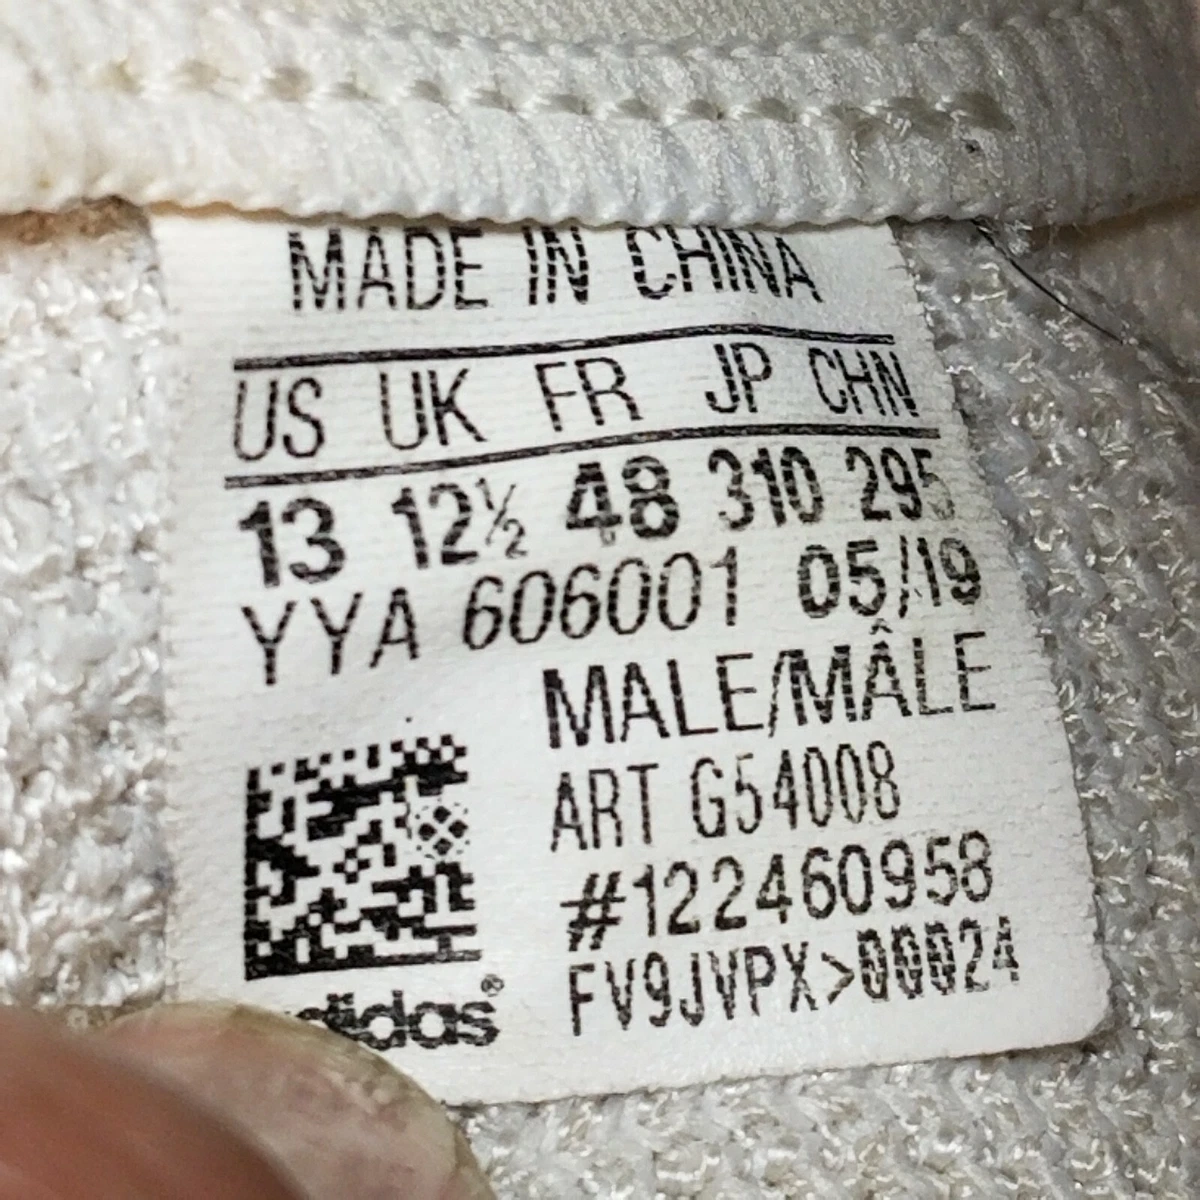 MADE IN CHINA
US UK FR JP CHN
13 12½ 48 310 295
YYA 606001 05/19
MALE/MÂLE
ART G54008
#122460958
FV9JVPX>00024
adidas®